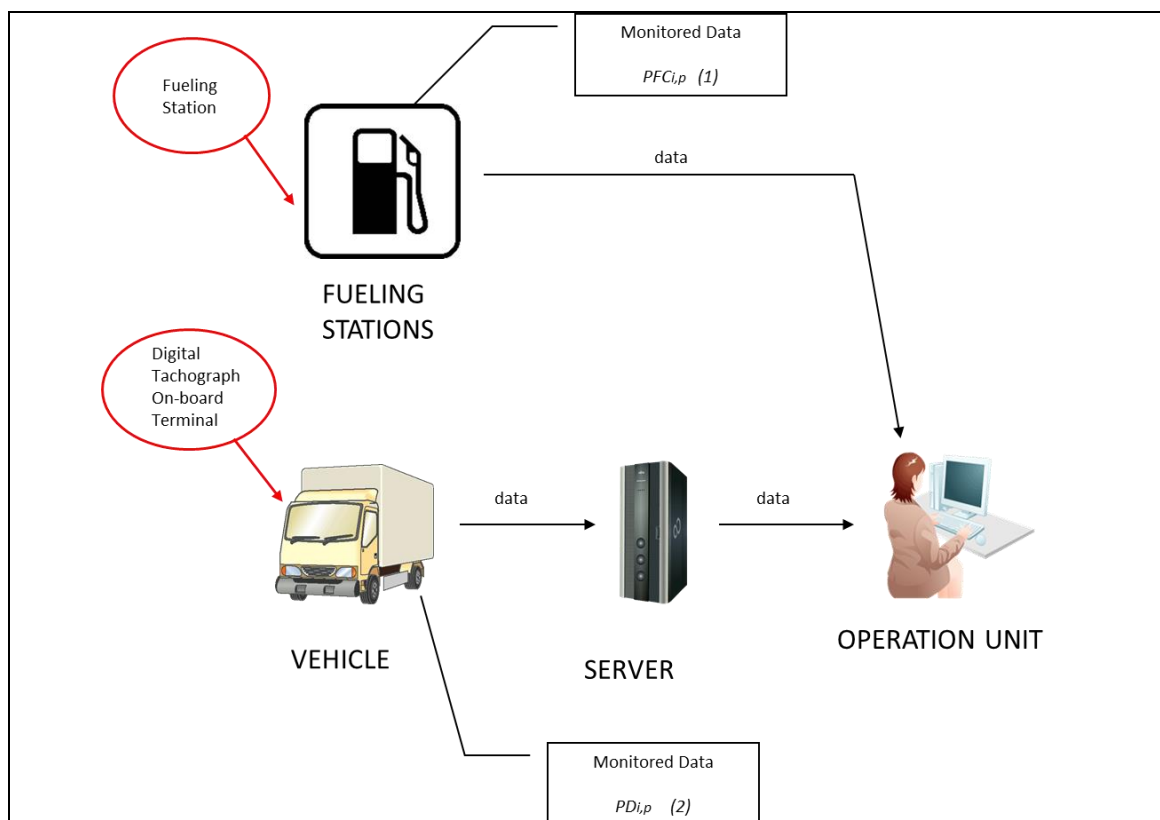 Monitored Data
PFCi,p (1)
Fueling
Station
data
FUELING
STATIONS
Digital
Tachograph
On-board
Terminal
data
data
VEHICLE
SERVER
OPERATION UNIT
Monitored Data
PDi,p (2)